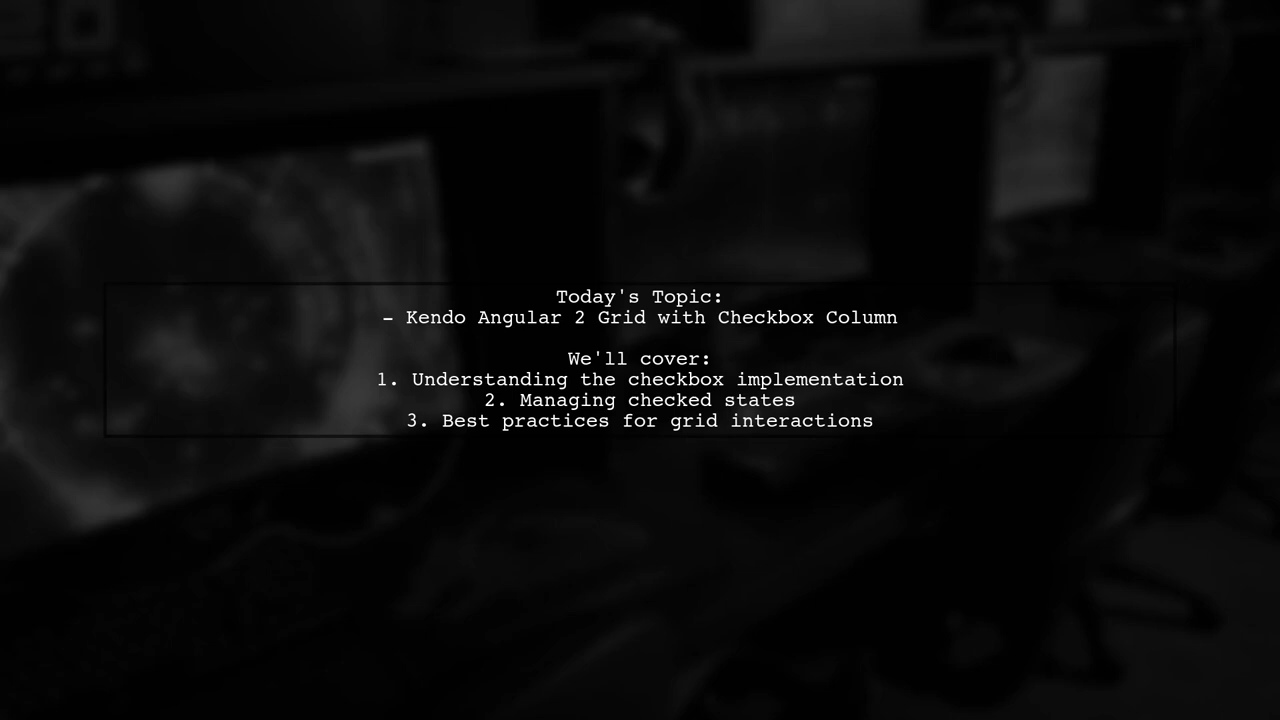 Today's Topic:
- Kendo Angular 2 Grid with Checkbox Column
We'll cover:
1. Understanding the checkbox implementation
2. Managing checked states
3. Best practices for grid interactions